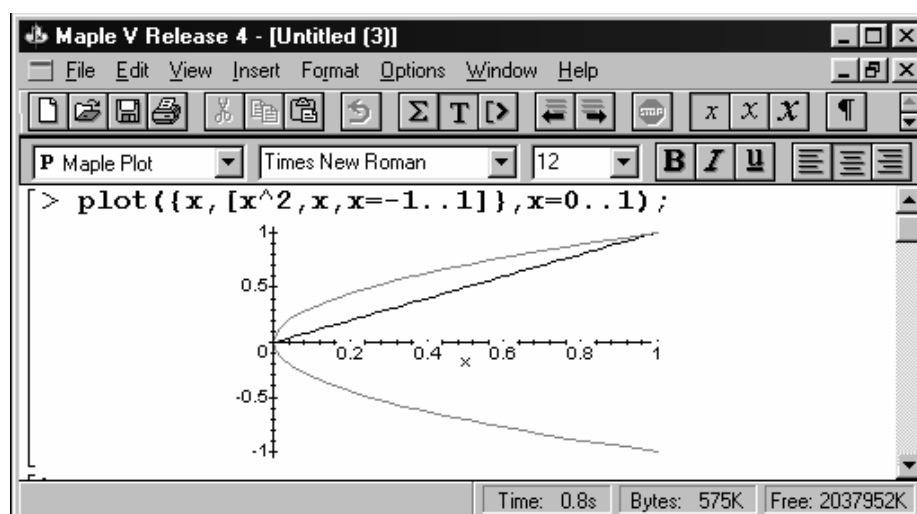 Maple V Release 4 - [Untitled (3)]
File Edit View Insert Format Options Window Help
Σ T [> STOP x x x ¶
P Maple Plot Times New Roman 12 B I u
> plot({x,[x^2,x,x=-1..1]},x=0..1);
1
0.5
0 0.2 0.4 x 0.6 0.8 1
-0.5
-1
Time: 0.8s Bytes: 575K Free: 2037952K